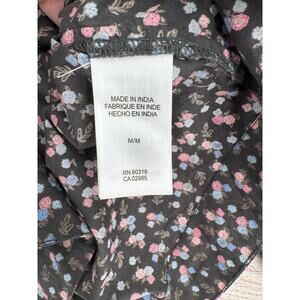 MADE IN INDIA
FABRIQUE EN INDE
HECHO EN INDIA
M/M
RN 80318
CA 02985